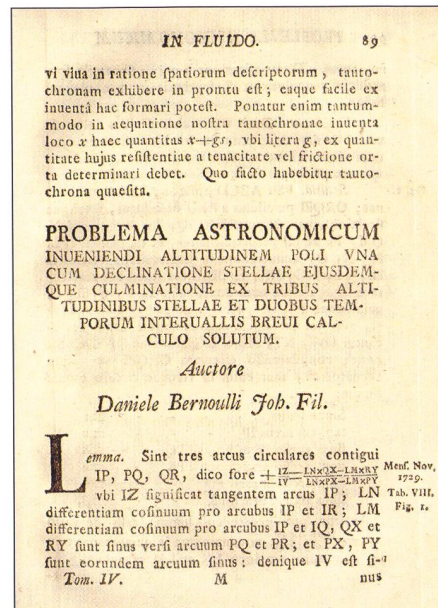 IN FLUIDO. 89
vi viua in ratione ſpatiorum deſcriptorum, tauto-
chronam exhibere in promtu eſt; eaque facile ex
inuentâ hac formari poteſt. Ponatur enim tantum-
modo in aequatione noſtra tautochronae inuenta
loco x haec quantitas x+gs, vbi litera g, ex quan-
titate hujus reſiſtentiae a tenacitate vel frictione or-
ta determinari debet. Quo facto habebitur tauto-
chrona quaeſita.
PROBLEMA ASTRONOMICUM
INUENIENDI ALTITUDINEM POLI VNA
CUM DECLINATIONE STELLAE EJUSDEM-
QUE CULMINATIONE EX TRIBUS ALTI-
TUDINIBUS STELLAE ET DUOBUS TEM-
PORUM INTERUALLIS BREUI CAL-
CULO SOLUTUM.
Auctore
Daniele Bernoulli Joh. Fil.
Lemma. Sint tres arcus circulares contigui
IP, PQ, QR, dico fore +IZ/IV — LN×QX—LM×RY/LN×PX—LM×PY Menſ. Nov. 1729.
vbi IZ ſignificat tangentem arcus IP; LN Tab. VIII,
differentiam coſinuum pro arcubus IP et IR; LM Fig. 1.
differentiam coſinuum pro arcubus IP et IQ, QX et
RY ſunt ſinus verſi arcuum PQ et PR; et PX, PY
ſunt eorundem arcuum ſinus: denique IV eſt ſi-
Tom. IV. M nus